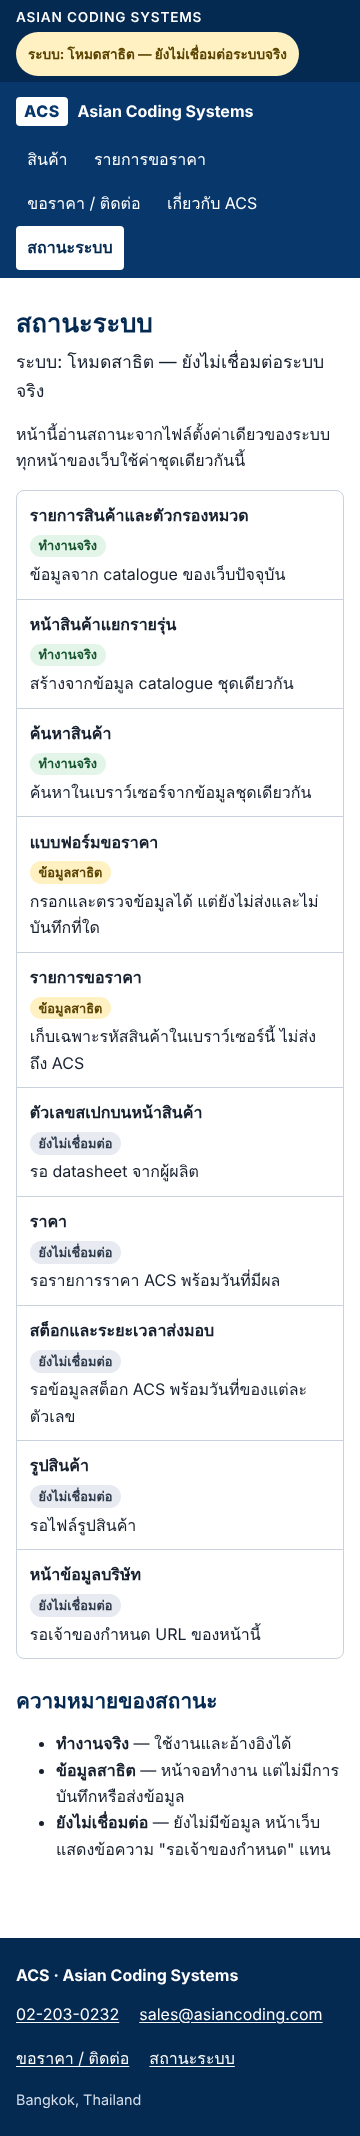 ASIAN CODING SYSTEMS
ระบบ: โหมดสาธิต — ยังไม่เชื่อมต่อระบบจริง
ACS Asian Coding Systems
สินค้า รายการขอราคา
ขอราคา / ติดต่อ เกี่ยวกับ ACS
สถานะระบบ
สถานะระบบ
ระบบ: โหมดสาธิต — ยังไม่เชื่อมต่อระบบ
จริง
หน้านี้อ่านสถานะจากไฟล์ตั้งค่าเดียวของระบบ
ทุกหน้าของเว็บใช้ค่าชุดเดียวกันนี้
รายการสินค้าและตัวกรองหมวด
ทำงานจริง
ข้อมูลจาก catalogue ของเว็บปัจจุบัน
หน้าสินค้าแยกรายรุ่น
ทำงานจริง
สร้างจากข้อมูล catalogue ชุดเดียวกัน
ค้นหาสินค้า
ทำงานจริง
ค้นหาในเบราว์เซอร์จากข้อมูลชุดเดียวกัน
แบบฟอร์มขอราคา
ข้อมูลสาธิต
กรอกและตรวจข้อมูลได้ แต่ยังไม่ส่งและไม่
บันทึกที่ใด
รายการขอราคา
ข้อมูลสาธิต
เก็บเฉพาะรหัสสินค้าในเบราว์เซอร์นี้ ไม่ส่ง
ถึง ACS
ตัวเลขสเปกบนหน้าสินค้า
ยังไม่เชื่อมต่อ
รอ datasheet จากผู้ผลิต
ราคา
ยังไม่เชื่อมต่อ
รอรายการราคา ACS พร้อมวันที่มีผล
สต็อกและระยะเวลาส่งมอบ
ยังไม่เชื่อมต่อ
รอข้อมูลสต็อก ACS พร้อมวันที่ของแต่ละ
ตัวเลข
รูปสินค้า
ยังไม่เชื่อมต่อ
รอไฟล์รูปสินค้า
หน้าข้อมูลบริษัท
ยังไม่เชื่อมต่อ
รอเจ้าของกำหนด URL ของหน้านี้
ความหมายของสถานะ
• ทำงานจริง — ใช้งานและอ้างอิงได้
• ข้อมูลสาธิต — หน้าจอทำงาน แต่ไม่มีการ
บันทึกหรือส่งข้อมูล
• ยังไม่เชื่อมต่อ — ยังไม่มีข้อมูล หน้าเว็บ
แสดงข้อความ "รอเจ้าของกำหนด" แทน
ACS · Asian Coding Systems
02-203-0232 sales@asiancoding.com
ขอราคา / ติดต่อ สถานะระบบ
Bangkok, Thailand